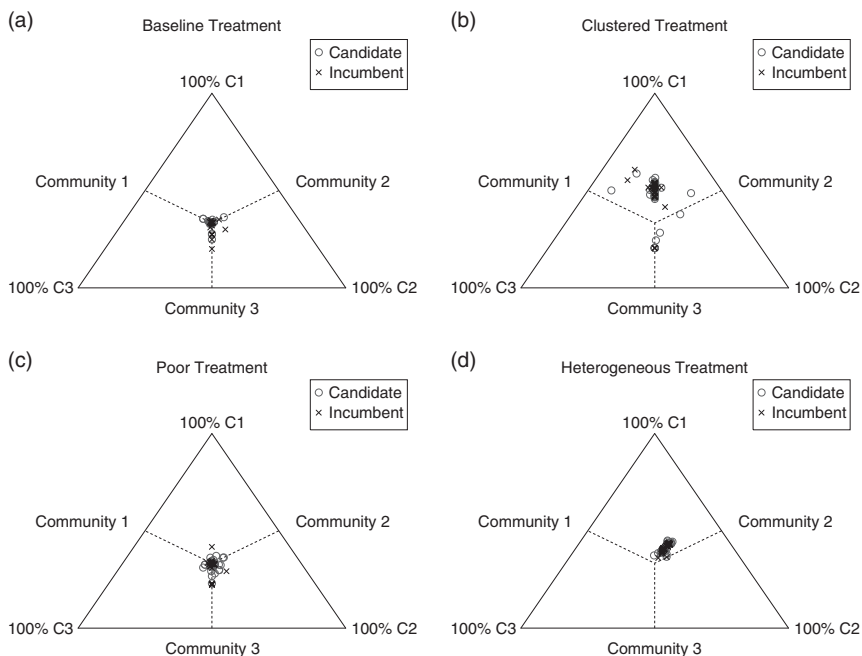 (a)
Baseline Treatment
Candidate
Incumbent
100% C1
Community 1
Community 2
100% C3
100% C2
Community 3
(b)
Clustered Treatment
Candidate
Incumbent
100% C1
Community 1
Community 2
100% C3
100% C2
Community 3
(c)
Poor Treatment
Candidate
Incumbent
100% C1
Community 1
Community 2
100% C3
100% C2
Community 3
(d)
Heterogeneous Treatment
Candidate
Incumbent
100% C1
Community 1
Community 2
100% C3
100% C2
Community 3